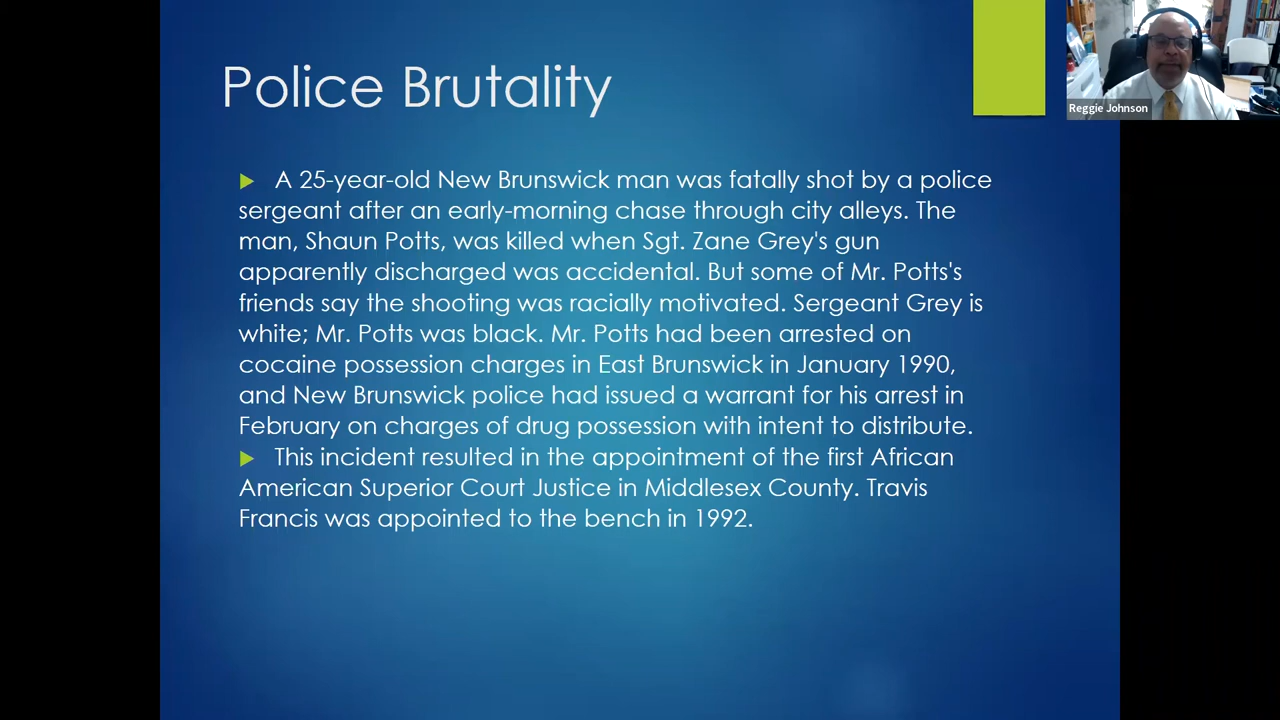 Police Brutality
Reggie Johnson
A 25-year-old New Brunswick man was fatally shot by a police
sergeant after an early-morning chase through city alleys. The
man, Shaun Potts, was killed when Sgt. Zane Grey's gun
apparently discharged was accidental. But some of Mr. Potts's
friends say the shooting was racially motivated. Sergeant Grey is
white; Mr. Potts was black. Mr. Potts had been arrested on
cocaine possession charges in East Brunswick in January 1990,
and New Brunswick police had issued a warrant for his arrest in
February on charges of drug possession with intent to distribute.
This incident resulted in the appointment of the first African
American Superior Court Justice in Middlesex County. Travis
Francis was appointed to the bench in 1992.